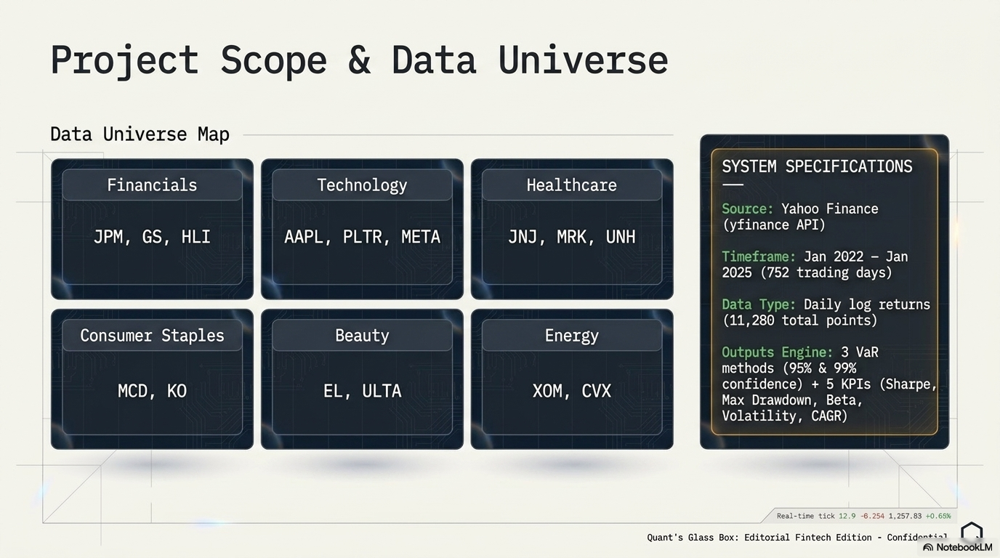 Project Scope & Data Universe
Data Universe Map
Financials
JPM, GS, HLI
Technology
AAPL, PLTR, META
Healthcare
JNJ, MRK, UNH
Consumer Staples
MCD, KO
Beauty
EL, ULTA
Energy
XOM, CVX
SYSTEM SPECIFICATIONS
Source: Yahoo Finance
(yfinance API)
Timeframe: Jan 2022 – Jan
2025 (752 trading days)
Data Type: Daily log returns
(11,280 total points)
Outputs Engine: 3 VaR
methods (95% & 99%
confidence) + 5 KPIs (Sharpe,
Max Drawdown, Beta,
Volatility, CAGR)
Real-time tick 12.9 -6.254 1,257.83 +0.65%
Quant's Glass Box: Editorial Fintech Edition - Confidential
NotebookLM